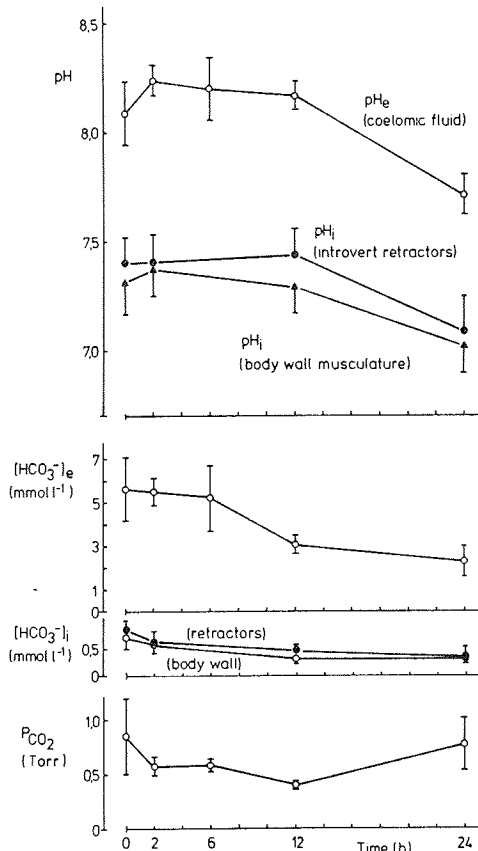 8,5
pH
pHe
(coelomic fluid)
8,0
pHi
(introvert retractors)
7,5
pHi
(body wall musculature)
7,0
[HCO3⁻]e
(mmol l⁻¹)
7
5
3
1
0
[HCO3⁻]i
(mmol l⁻¹)
(retractors)
0,5
(body wall)
0
PCO2
(Torr)
1,0
0,5
0
0 2 6 12 Time (h) 24